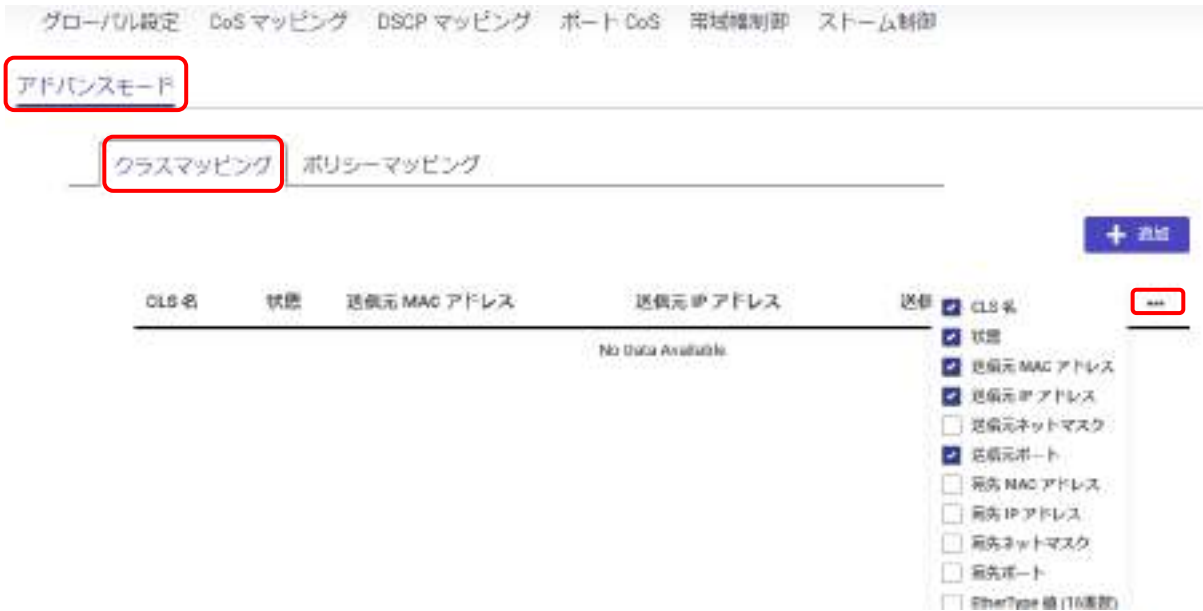 グローバル設定 CoS マッピング DSCP マッピング ポート CoS 帯域幅制御 ストーム制御
アドバンスモード
クラスマッピング ポリシーマッピング
+ 追加
CLS 名 状態 送信元 MAC アドレス 送信元 IP アドレス 送信 ...
No Data Available
CLS 名
状態
送信元 MAC アドレス
送信元 IP アドレス
送信元ネットマスク
送信元ポート
宛先 MAC アドレス
宛先 IP アドレス
宛先ネットマスク
宛先ポート
EtherType 値 (16進数)